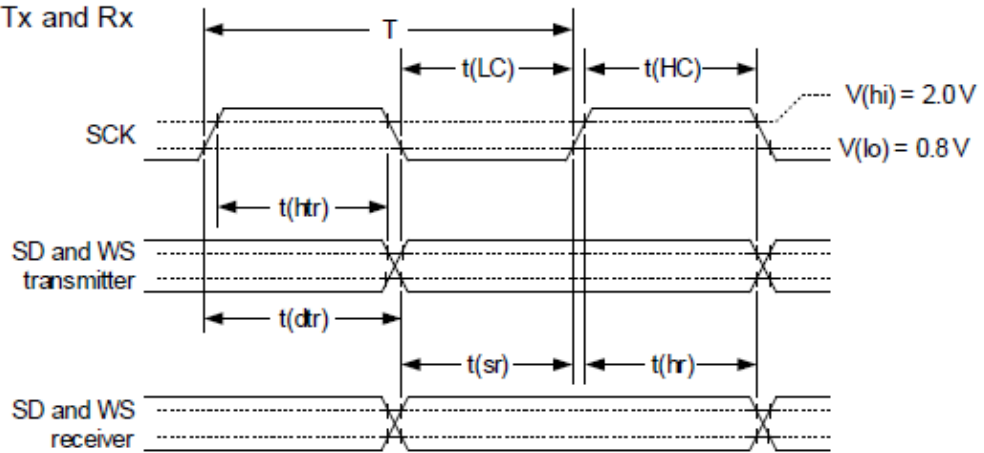 Tx and Rx
T
t(LC)
t(HC)
V(hi) = 2.0 V
SCK
V(lo) = 0.8 V
t(htr)
SD and WS
transmitter
t(dtr)
t(sr)
t(hr)
SD and WS
receiver